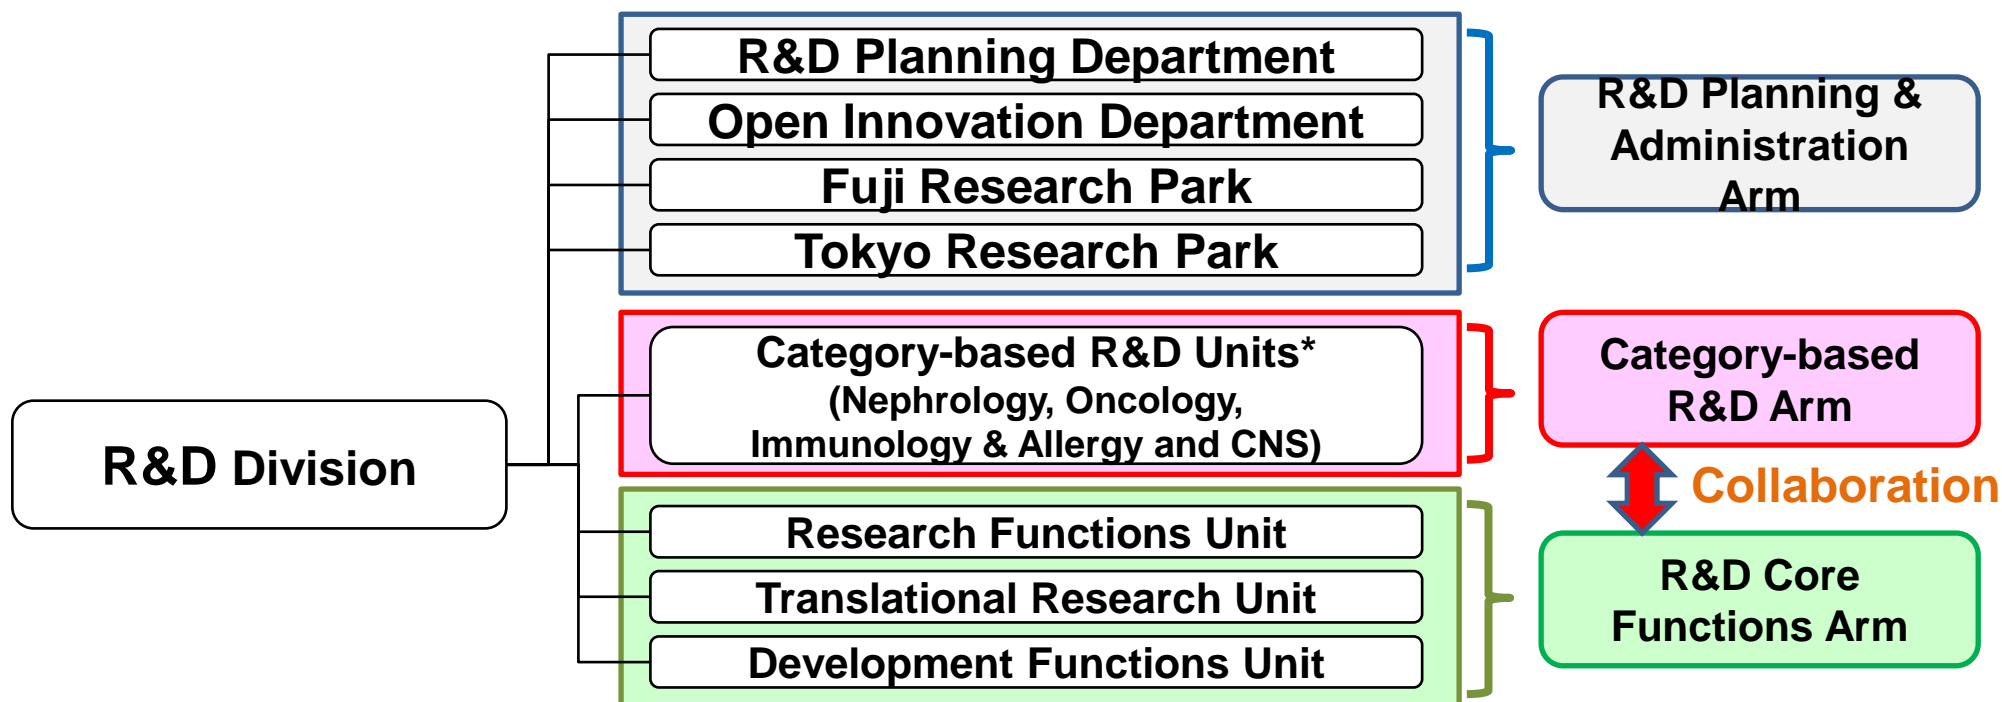 R&D Division
R&D Planning Department
Open Innovation Department
Fuji Research Park
Tokyo Research Park
R&D Planning &
Administration
Arm
Category-based R&D Units*
(Nephrology, Oncology,
Immunology & Allergy and CNS)
Category-based
R&D Arm
Collaboration
Research Functions Unit
Translational Research Unit
Development Functions Unit
R&D Core
Functions Arm